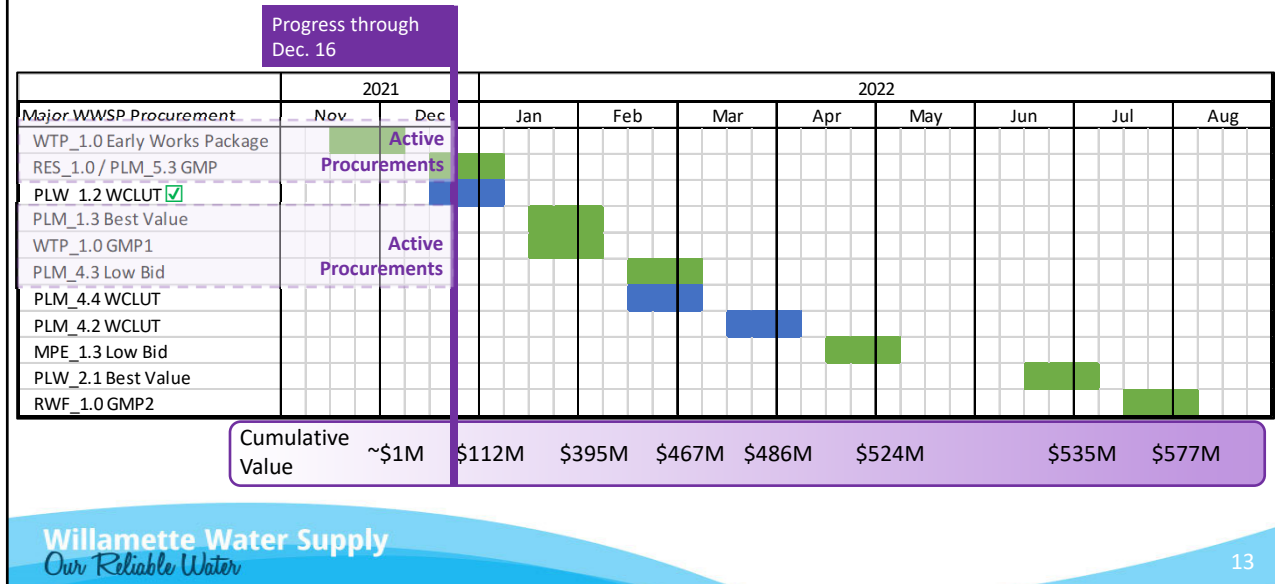 Progress through
Dec. 16
2021 2022
Major WWSP Procurement Nov Dec Jan Feb Mar Apr May Jun Jul Aug
WTP_1.0 Early Works Package Active
RES_1.0 / PLM_5.3 GMP Procurements
PLW_1.2 WCLUT ☑
PLM_1.3 Best Value
WTP_1.0 GMP1 Active
PLM_4.3 Low Bid Procurements
PLM_4.4 WCLUT
PLM_4.2 WCLUT
MPE_1.3 Low Bid
PLW_2.1 Best Value
RWF_1.0 GMP2
Cumulative
Value ~$1M $112M $395M $467M $486M $524M $535M $577M
Willamette Water Supply
Our Reliable Water
13